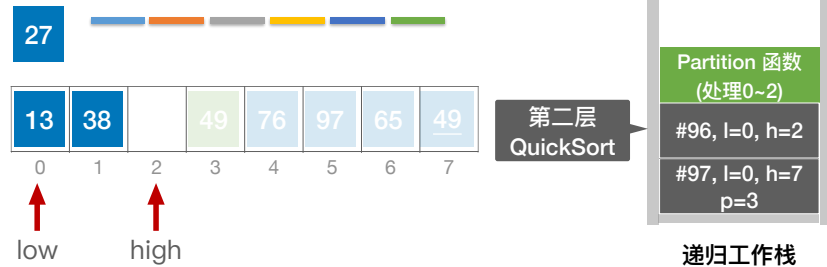 27
13 38 49 76 97 65 49
0 1 2 3 4 5 6 7
low high
第二层
QuickSort
Partition 函数
(处理0~2)
#96, l=0, h=2
#97, l=0, h=7
p=3
递归工作栈